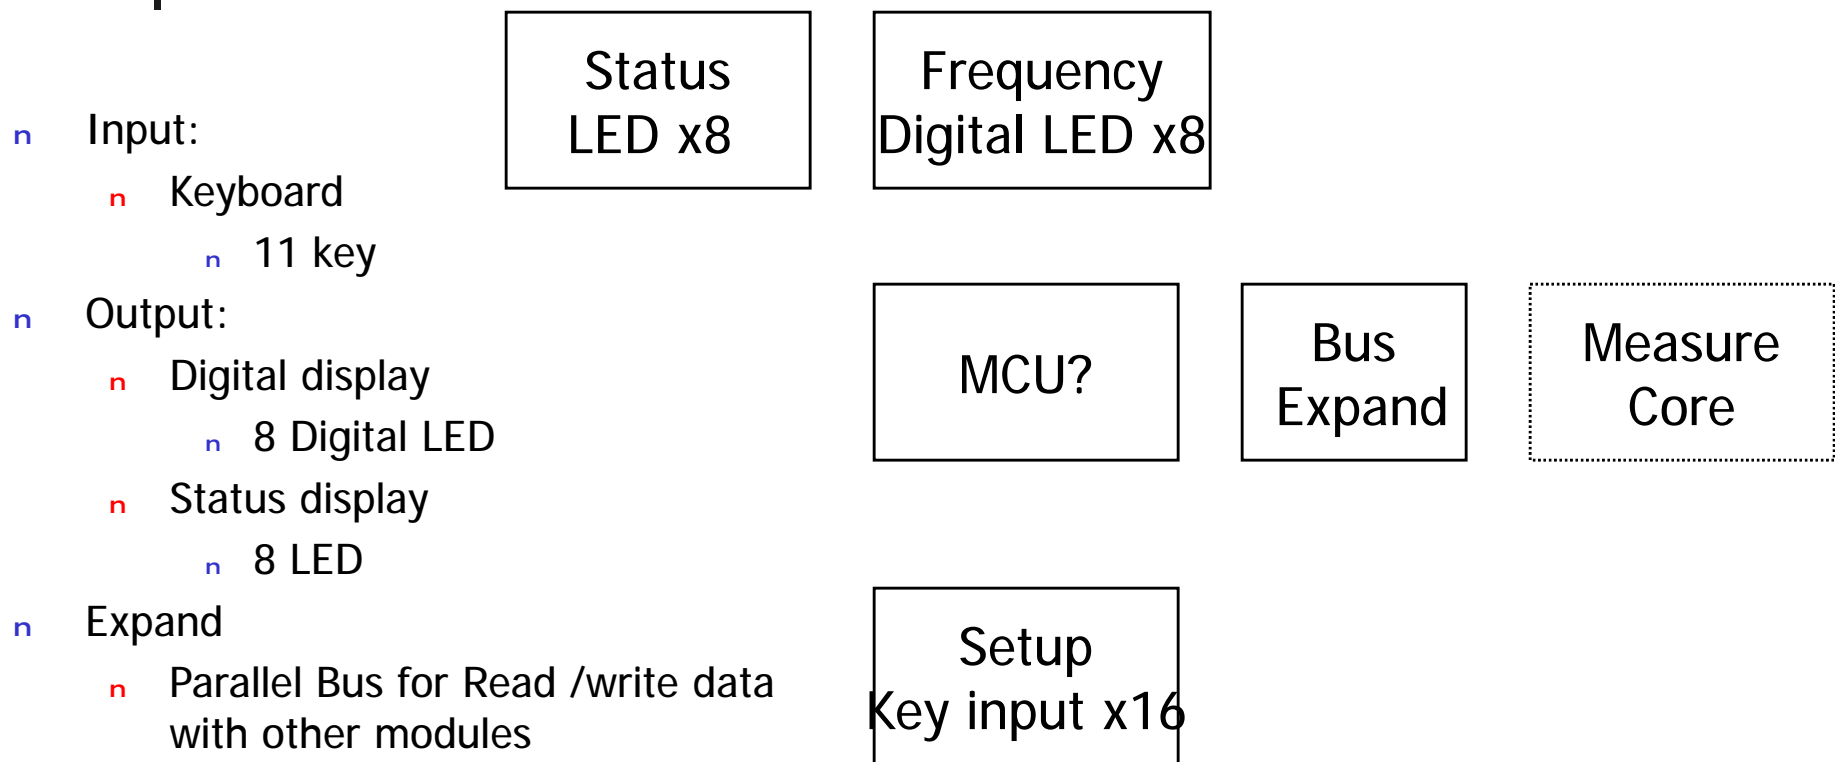 n Input:
n Keyboard
n 11 key
n Output:
n Digital display
n 8 Digital LED
n Status display
n 8 LED
n Expand
n Parallel Bus for Read /write data
with other modules
Status
LED x8
Frequency
Digital LED x8
MCU?
Bus
Expand
Measure
Core
Setup
Key input x16